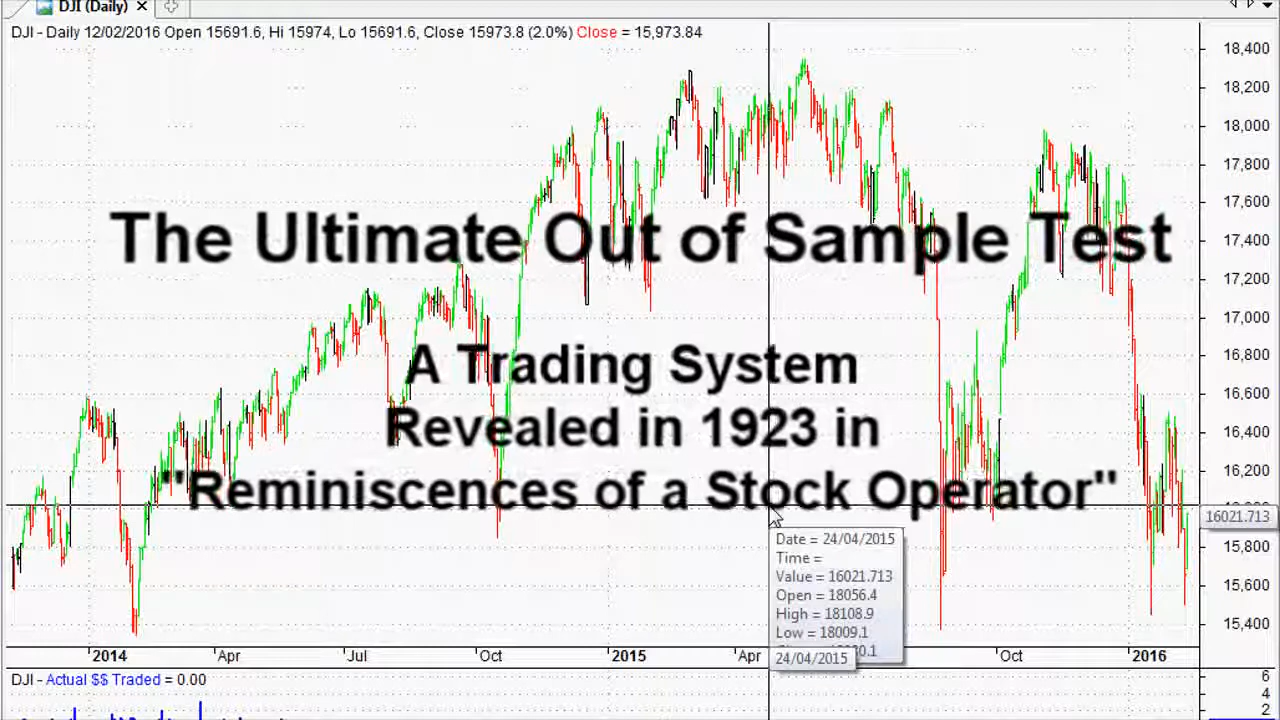 DJI (Daily)
DJI - Daily 12/02/2016 Open 15691.6, Hi 15974, Lo 15691.6, Close 15973.8 (2.0%) Close = 15,973.84
18,400
18,200
18,000
17,800
17,600
The Ultimate Out of Sample Test
17,400
17,200
17,000
A Trading System
16,800
16,600
Revealed in 1923 in
16,400
16,200
"Reminiscences of a Stock Operator"
16021.713
Date = 24/04/2015
Time =
Value = 16021.713
Open = 18056.4
High = 18108.9
Low = 18009.1
24/04/2015
15,800
15,600
15,400
2014 Apr Jul Oct 2015 Apr Oct 2016
DJI - Actual $$ Traded = 0.00
6
4
2